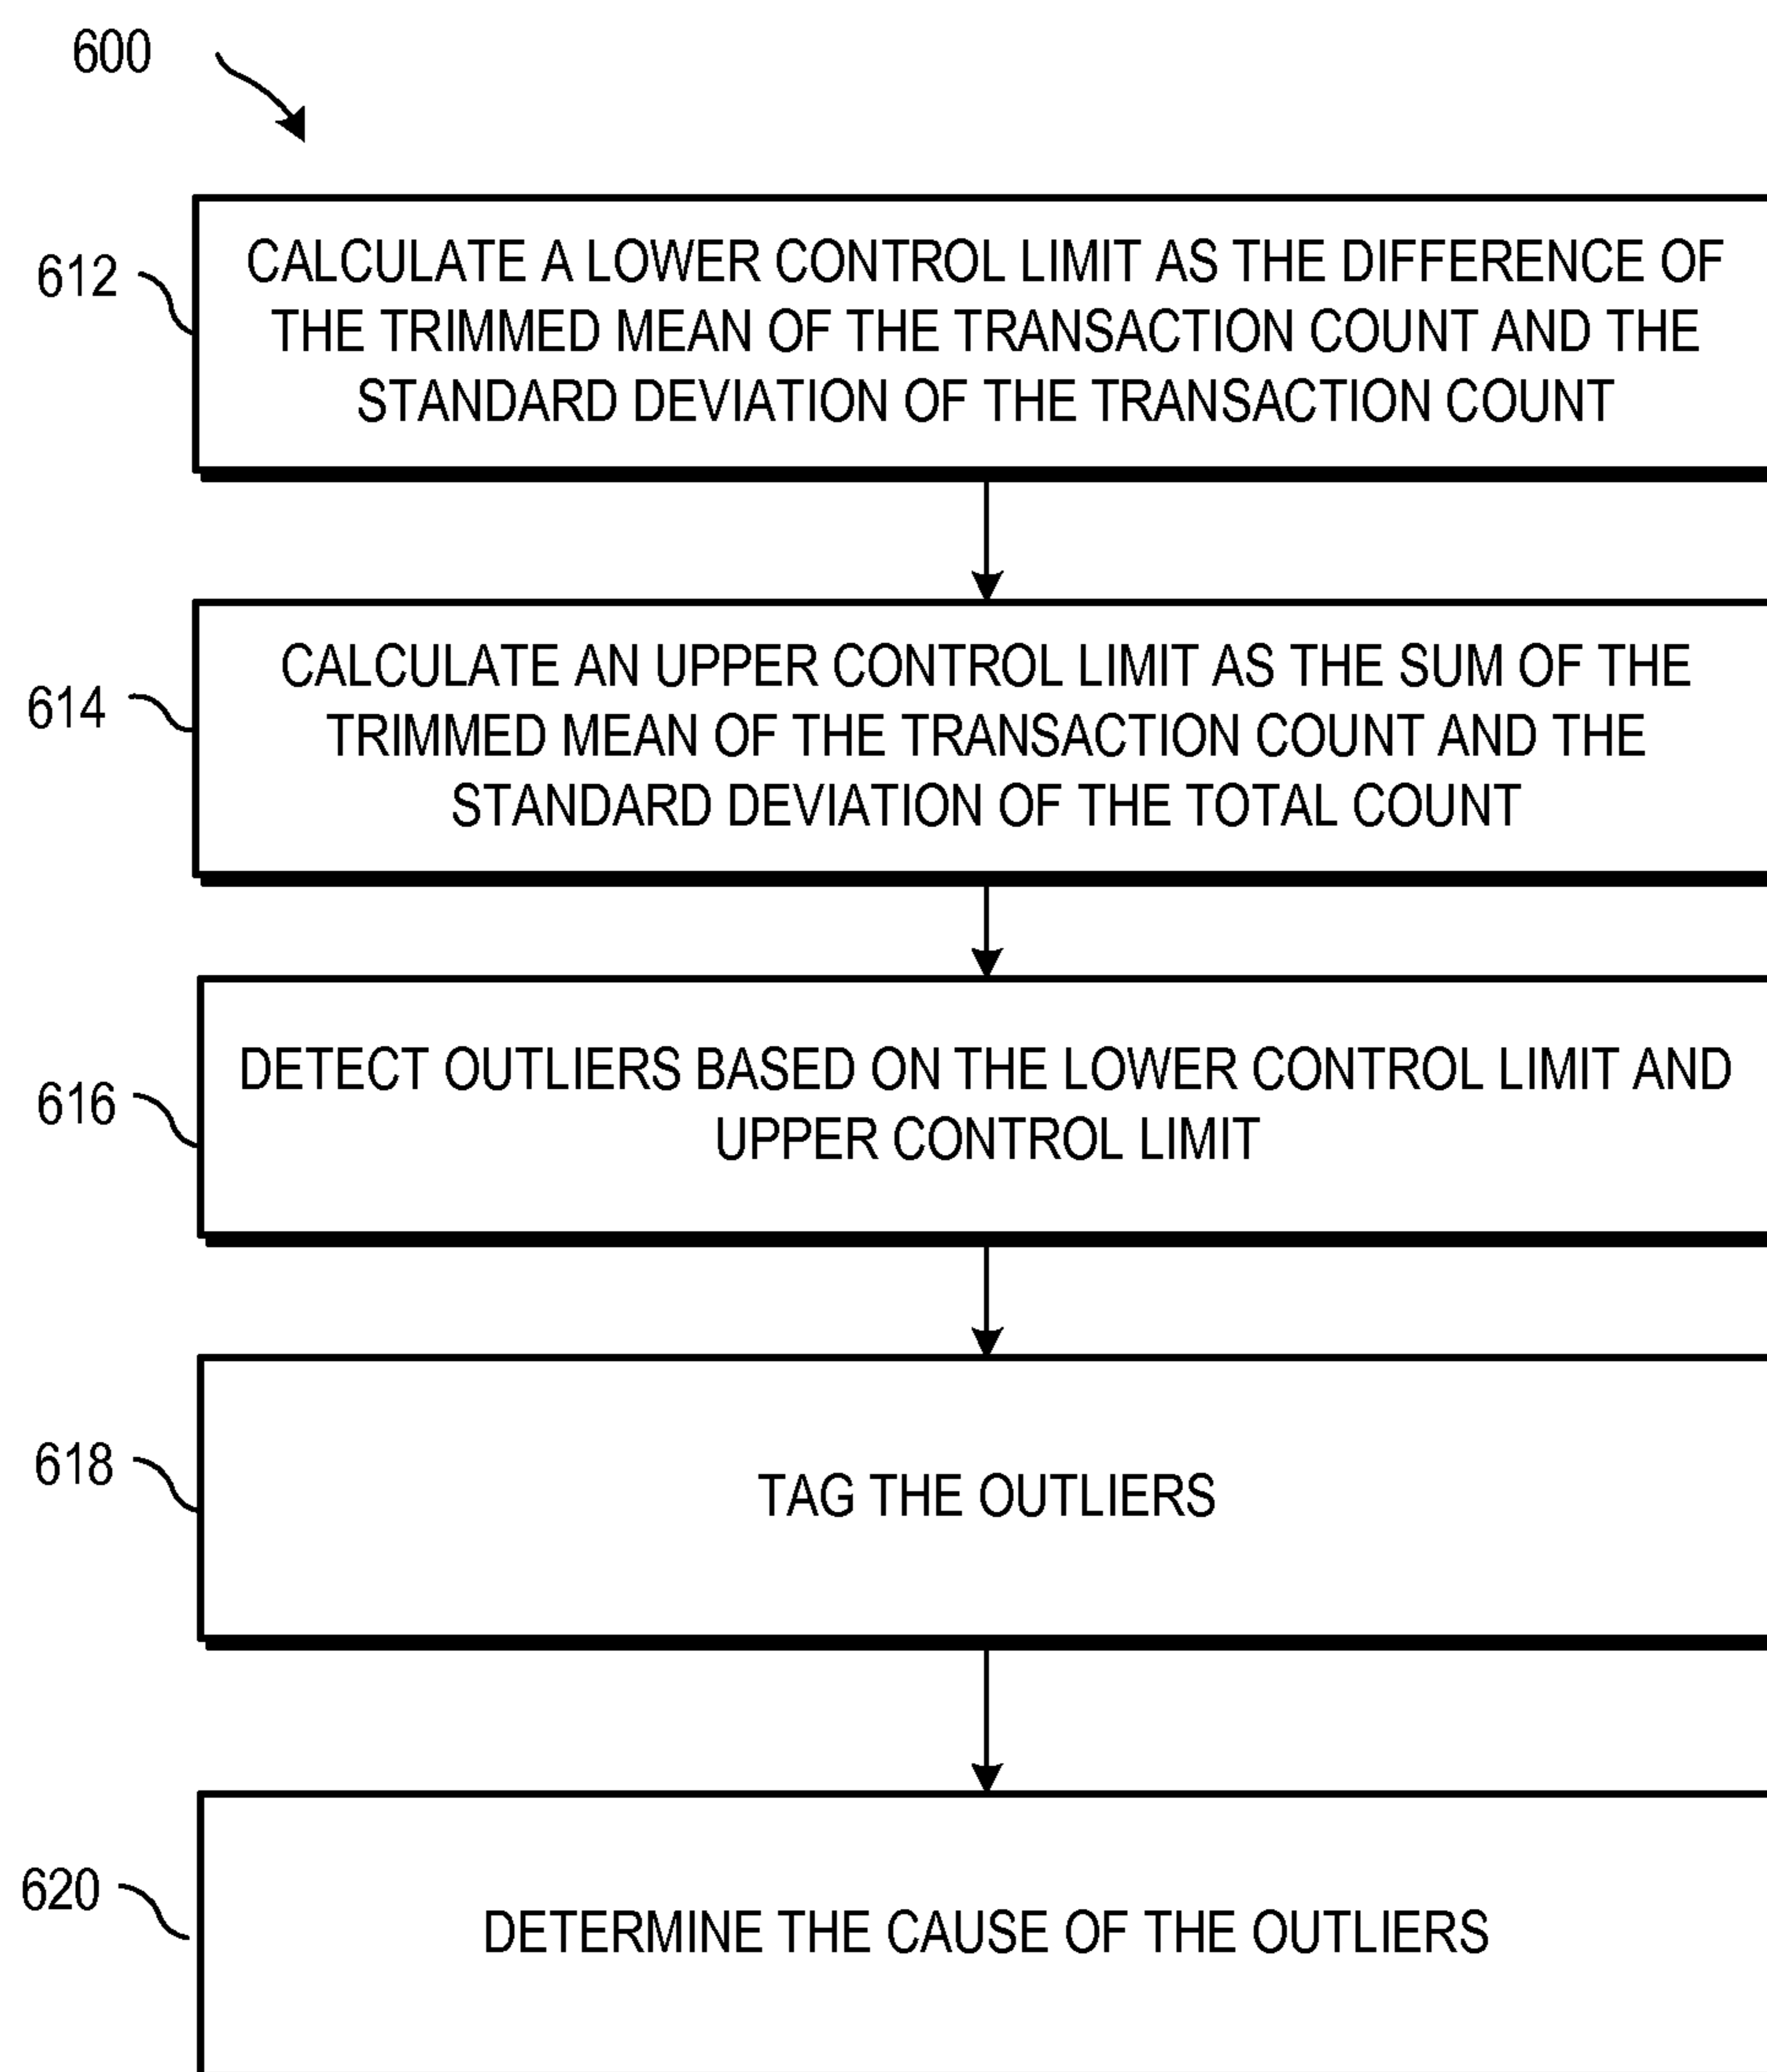 600
612
CALCULATE A LOWER CONTROL LIMIT AS THE DIFFERENCE OF
THE TRIMMED MEAN OF THE TRANSACTION COUNT AND THE
STANDARD DEVIATION OF THE TRANSACTION COUNT
614
CALCULATE AN UPPER CONTROL LIMIT AS THE SUM OF THE
TRIMMED MEAN OF THE TRANSACTION COUNT AND THE
STANDARD DEVIATION OF THE TOTAL COUNT
616
DETECT OUTLIERS BASED ON THE LOWER CONTROL LIMIT AND
UPPER CONTROL LIMIT
618
TAG THE OUTLIERS
620
DETERMINE THE CAUSE OF THE OUTLIERS